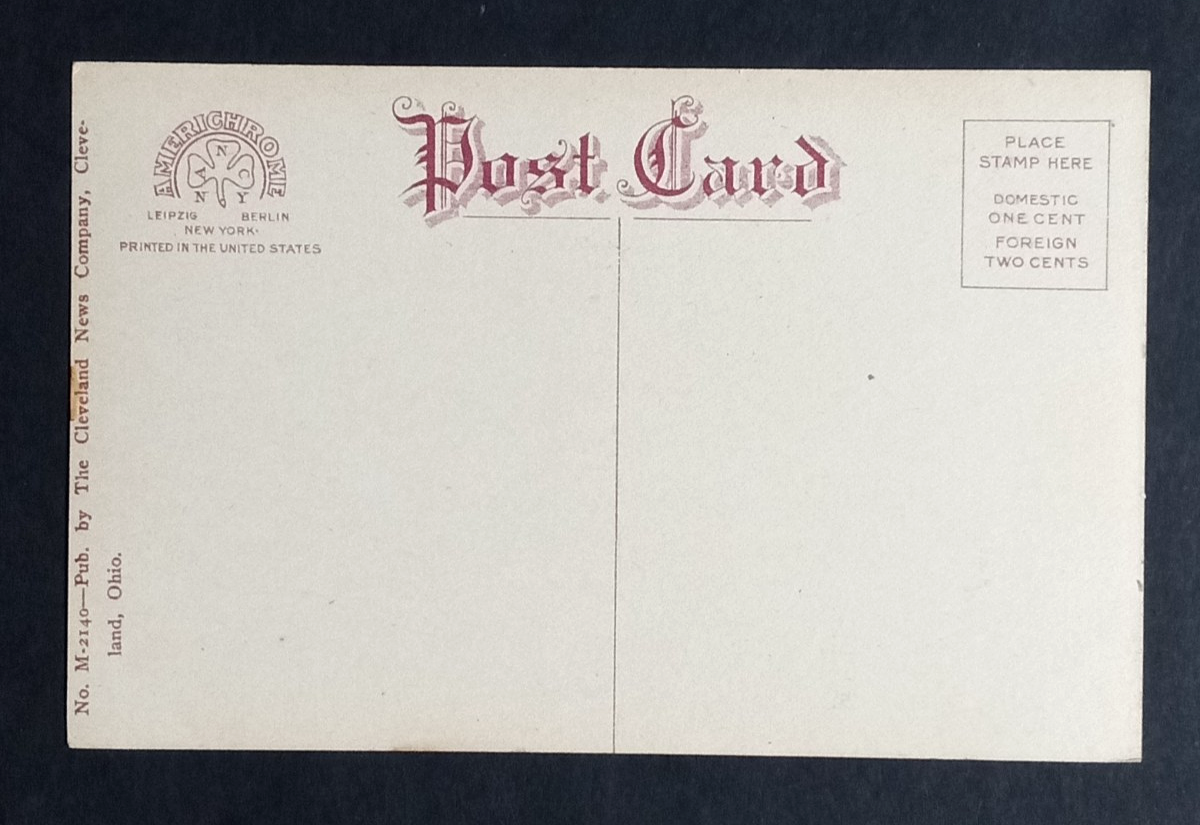 No. M-2140—Pub. by The Cleveland News Company, Cleve-
land, Ohio.
AMERICHROME
A N C
N Y
LEIPZIG BERLIN
NEW YORK
PRINTED IN THE UNITED STATES
Post Card
PLACE
STAMP HERE
DOMESTIC
ONE CENT
FOREIGN
TWO CENTS